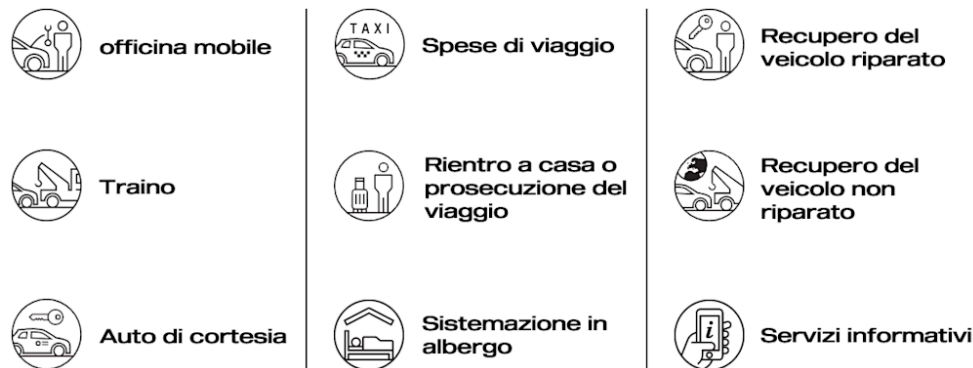 officina mobile
Traino
Auto di cortesia
TAXI
Spese di viaggio
Rientro a casa o
prosecuzione del
viaggio
Sistemazione in
albergo
Recupero del
veicolo riparato
Recupero del
veicolo non
riparato
i
Servizi informativi